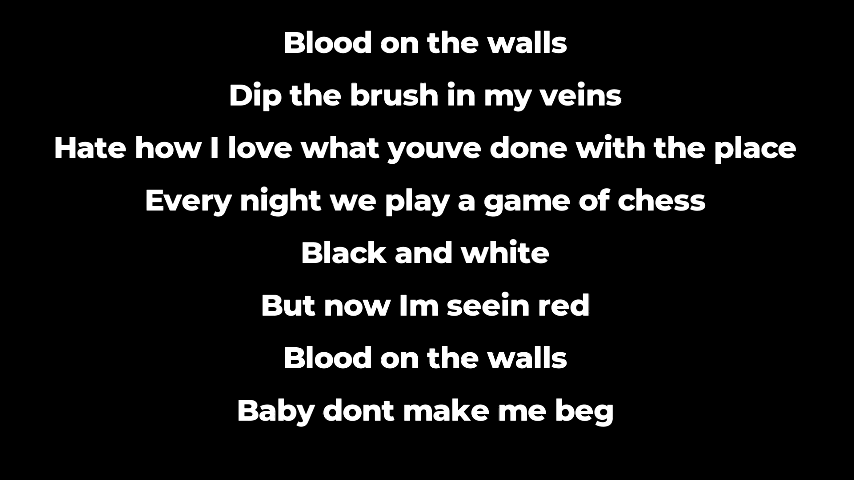 Blood on the walls
Dip the brush in my veins
Hate how I love what youve done with the place
Every night we play a game of chess
Black and white
But now Im seein red
Blood on the walls
Baby dont make me beg